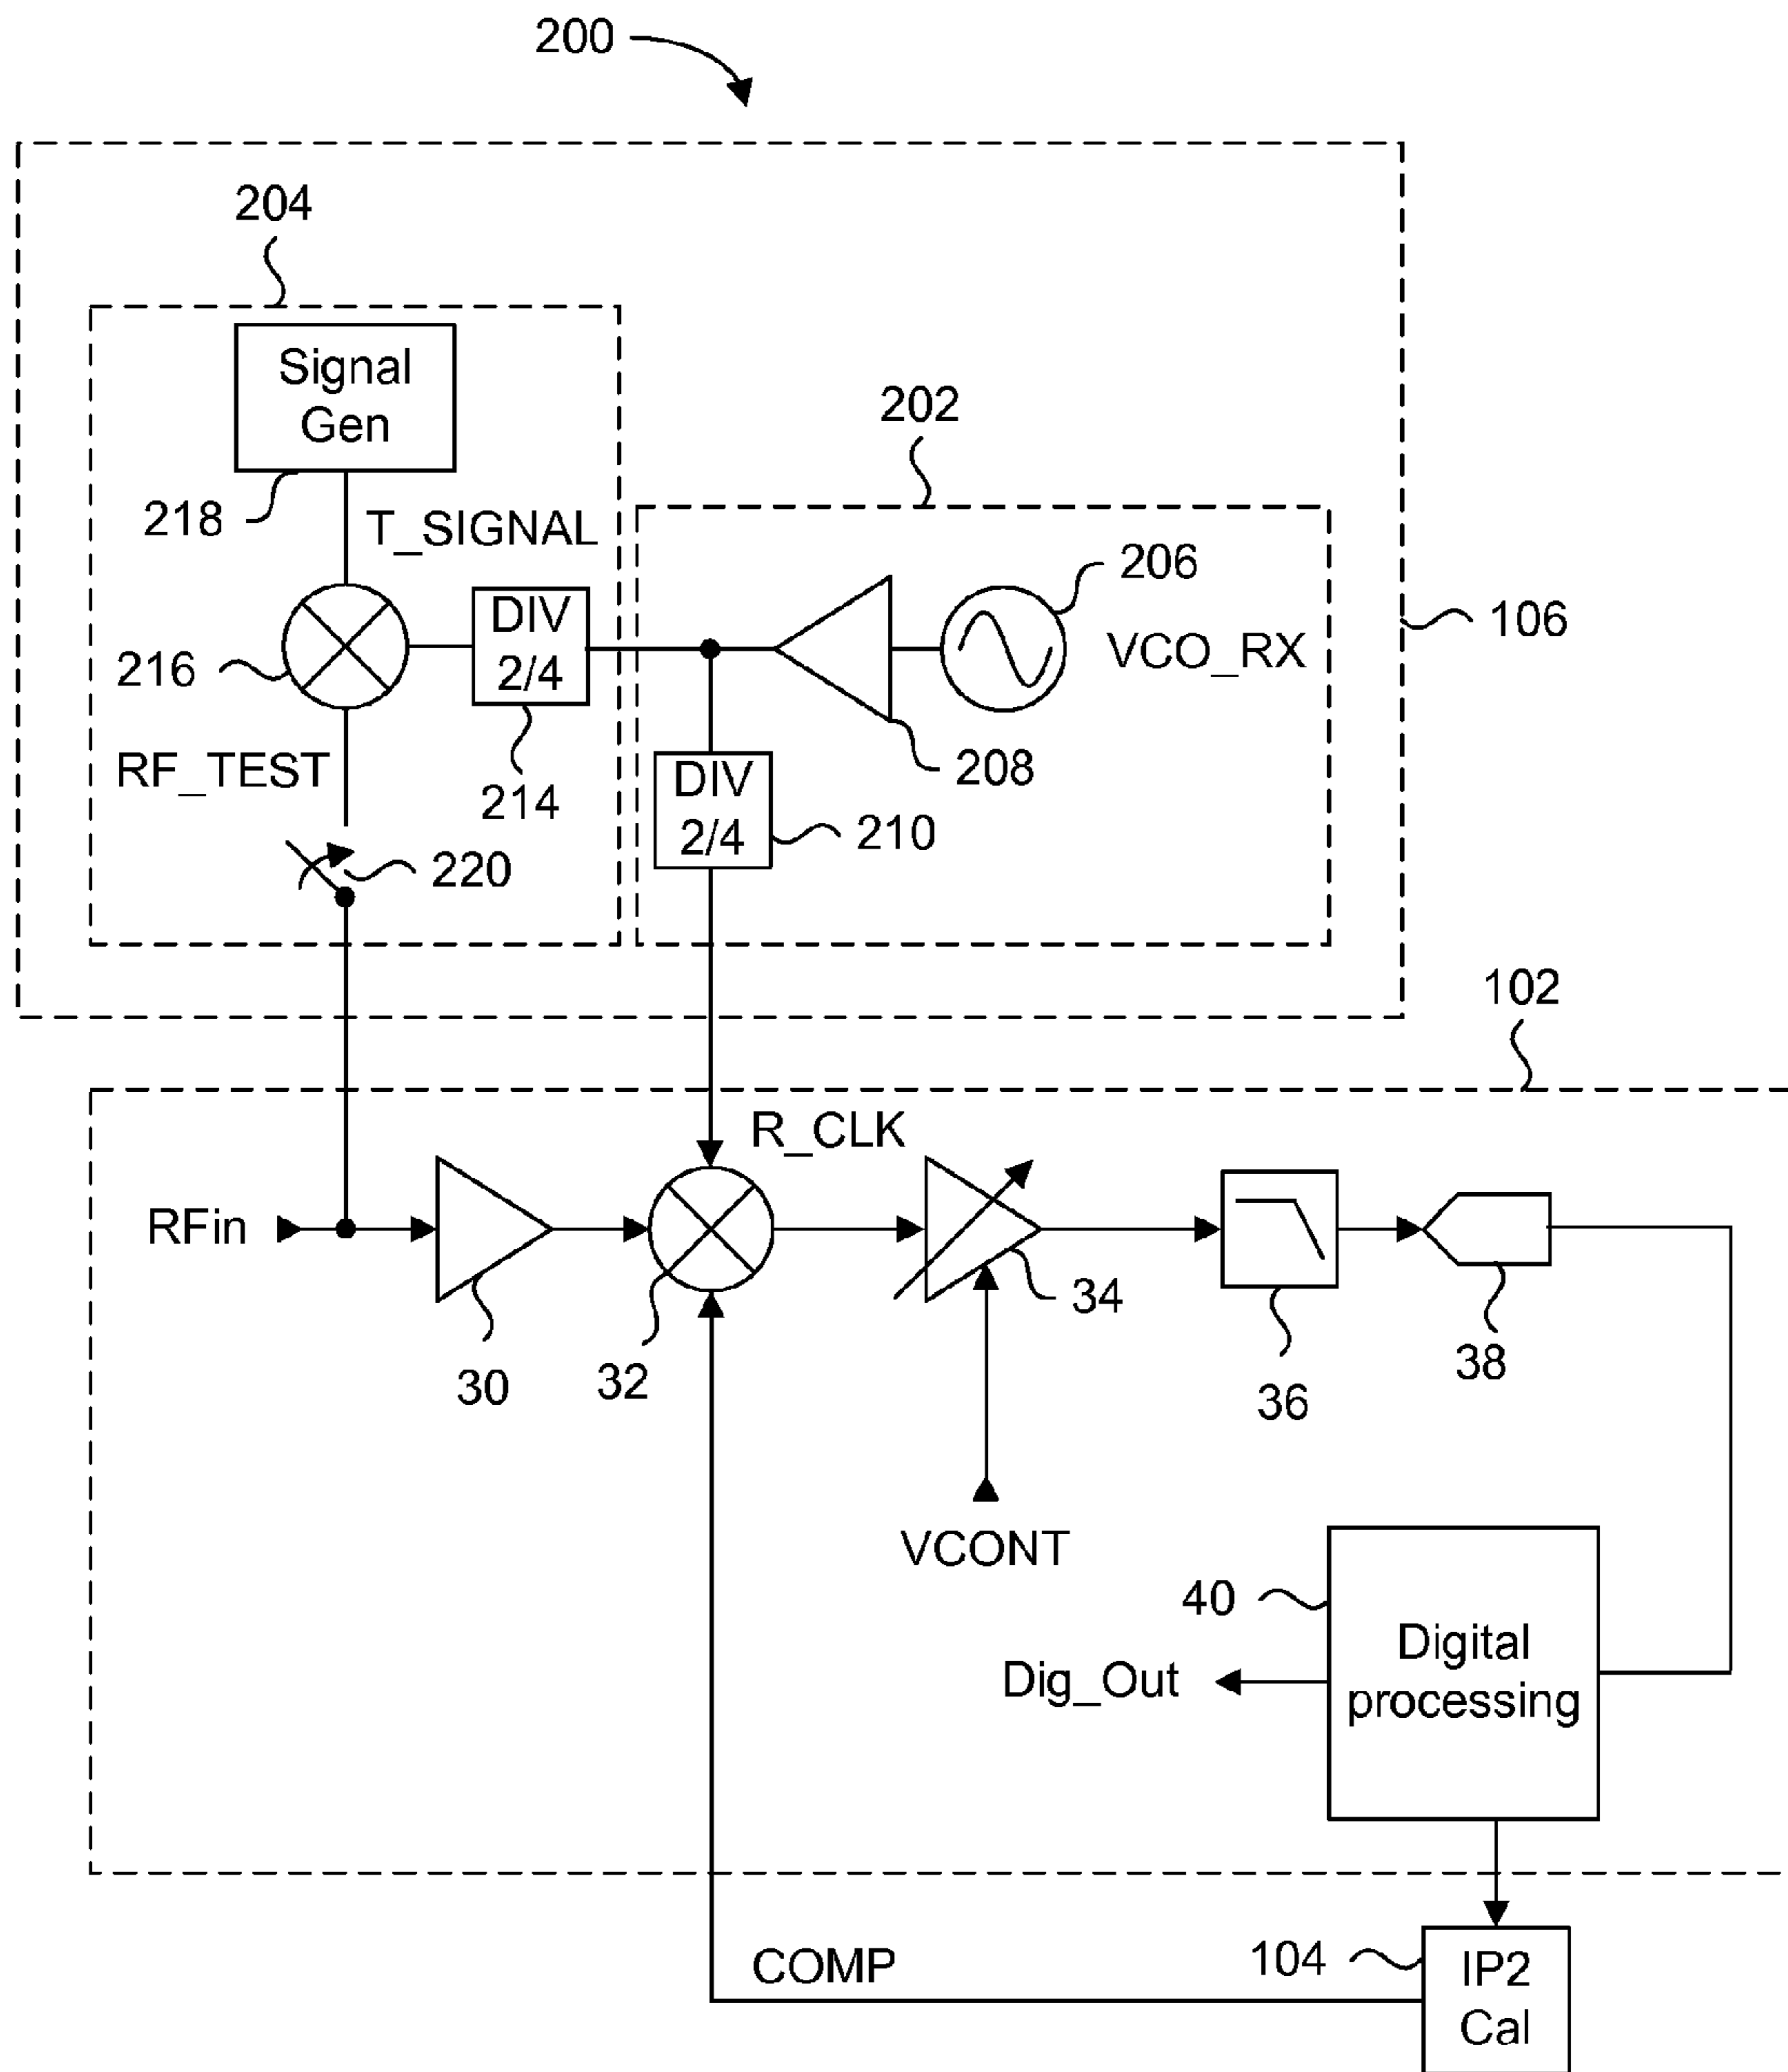 200
204
Signal
Gen
202
218
T_SIGNAL
206
106
DIV
2/4
216
VCO_RX
RF_TEST
214
208
DIV
2/4
210
220
102
R_CLK
RFin
34
30
32
36
38
VCONT
40
Digital
processing
Dig_Out
COMP
104
IP2
Cal